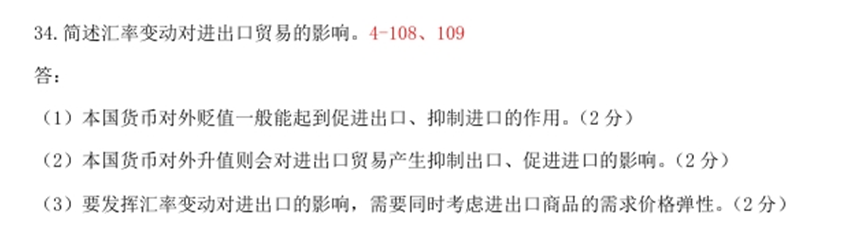 34.简述汇率变动对进出口贸易的影响。4-108、109
答：
（1）本国货币对外贬值一般能起到促进出口、抑制进口的作用。（2 分）
（2）本国货币对外升值则会对进出口贸易产生抑制出口、促进进口的影响。（2 分）
（3）要发挥汇率变动对进出口的影响，需要同时考虑进出口商品的需求价格弹性。（2 分）